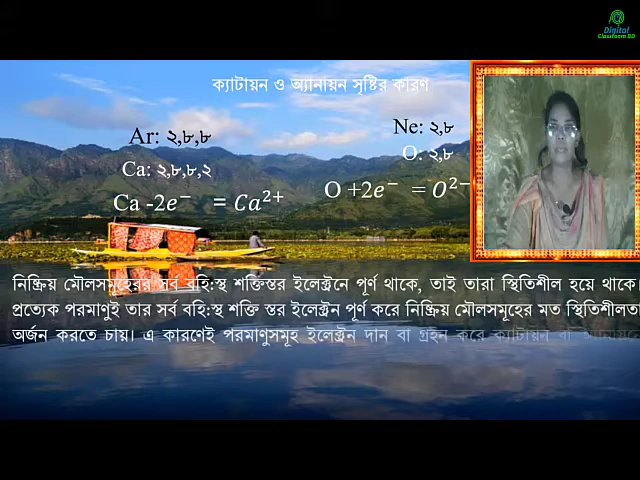 Digital
Classroom BD
ক্যাটায়ন ও অ্যানায়ন সৃষ্টির কারণ
Ar: ২,৮,৮
Ne: ২,৮
Ca: ২,৮,৮,২
O: ২,৮
Ca -2e⁻ = Ca²⁺
O +2e⁻ = O²⁻
নিষ্ক্রিয় মৌলসমূহেরর সর্ব বহি:স্থ শক্তিস্তর ইলেক্ট্রনে পূর্ণ থাকে, তাই তারা স্থিতিশীল হয়ে থাকে।
প্রত্যেক পরমাণুই তার সর্ব বহি:স্থ শক্তি স্তর ইলেক্ট্রন পূর্ণ করে নিষ্ক্রিয় মৌলসমূহের মত স্থিতিশীলতা
অর্জন করতে চায়। এ কারণেই পরমাণুসমূহ ইলেক্ট্রন দান বা গ্রহন করে ক্যাটায়ন বা